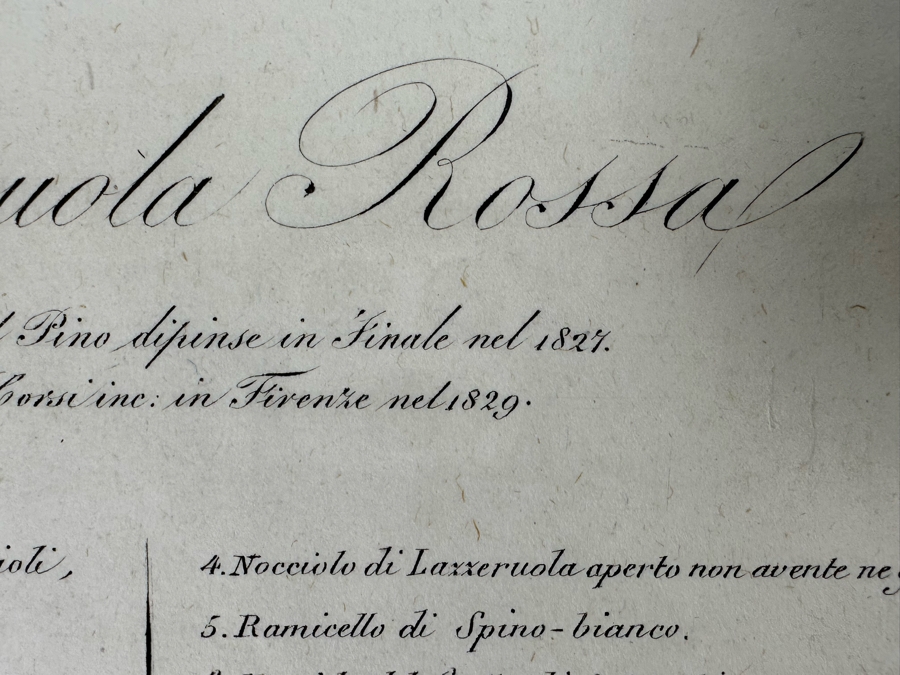 uola Rossa
l Pino dipinse in Finale nel 1827.
Corsi inc: in Firenze nel 1829.
ioli,
4. Nocciolo di Lazzeruola aperto non avente ne
5. Ramicello di Spino-bianco.